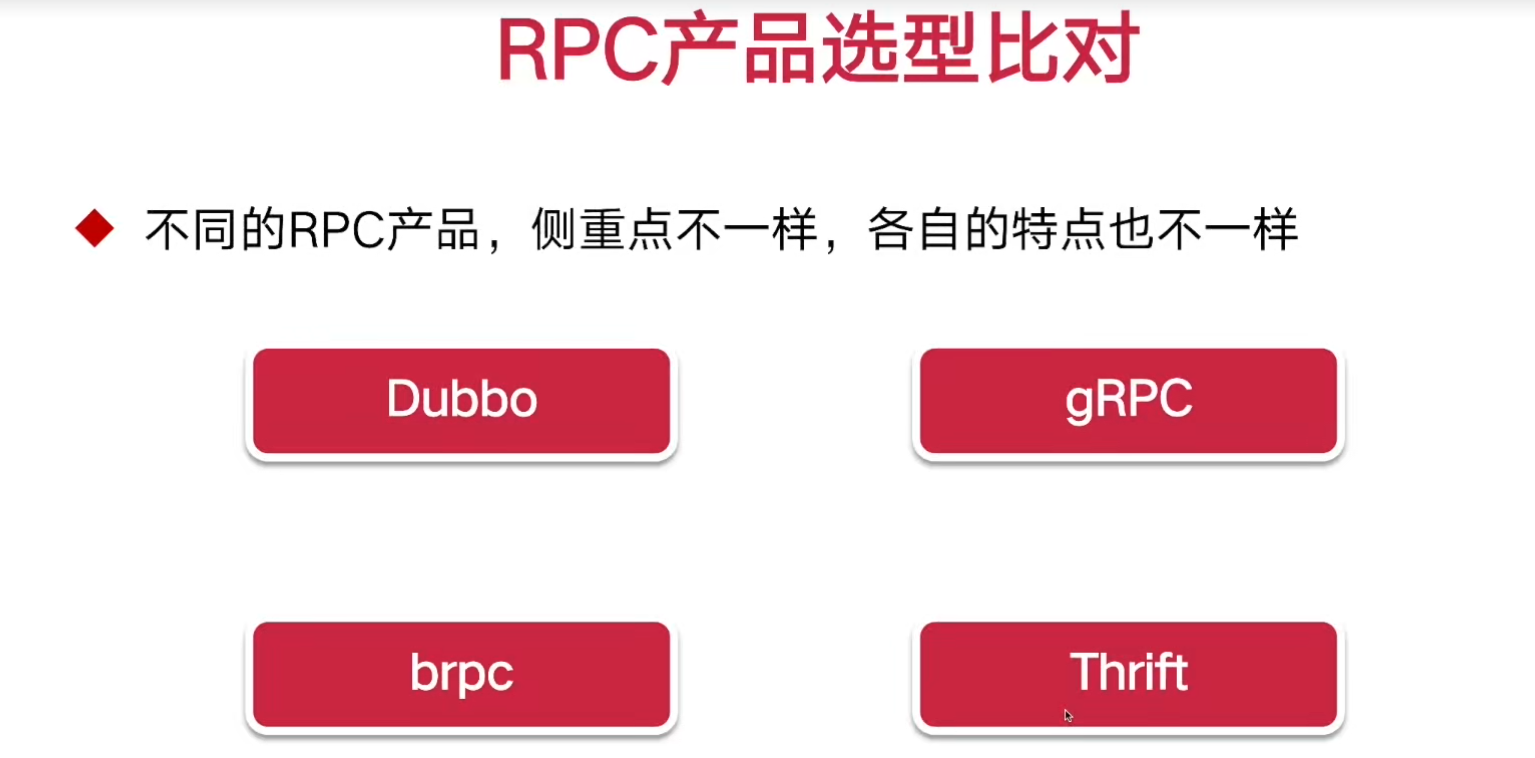 RPC产品选型比对
不同的RPC产品，侧重点不一样，各自的特点也不一样
Dubbo
gRPC
brpc
Thrift